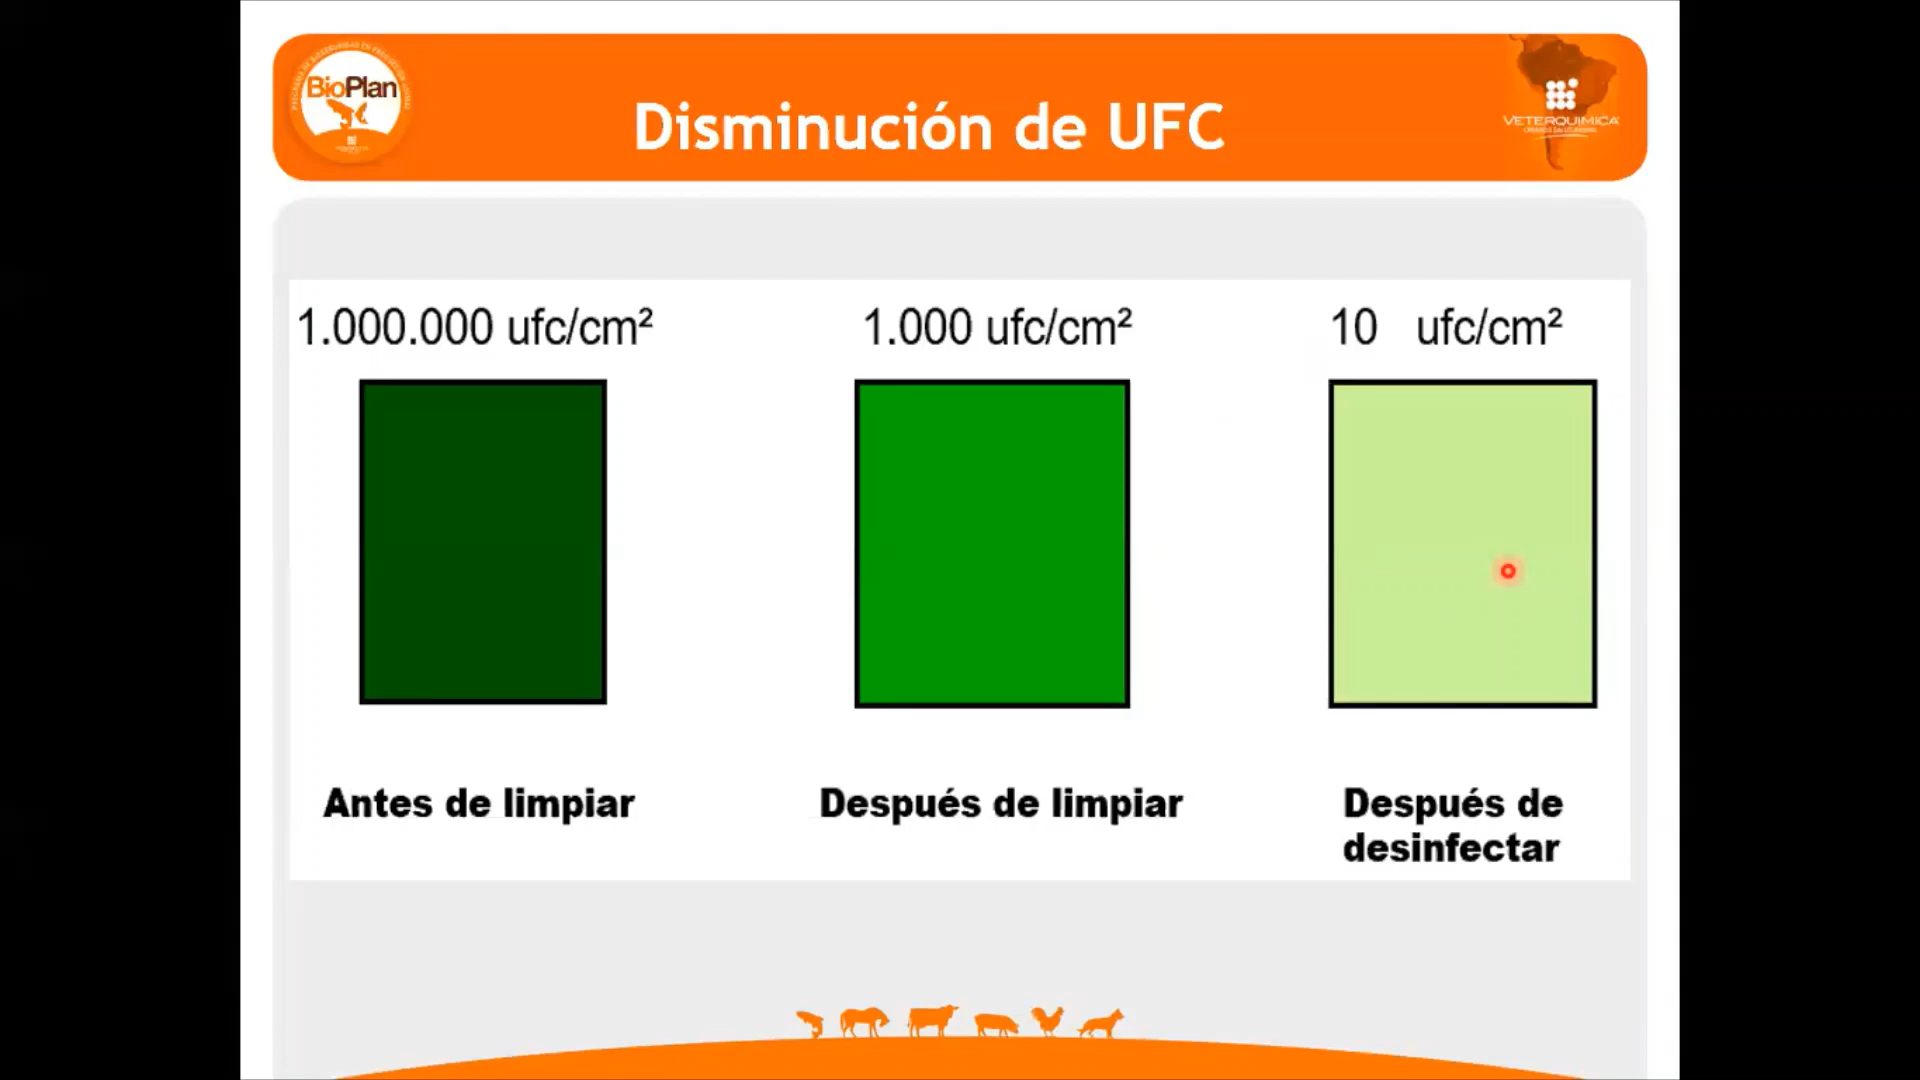 BioPlan
Disminución de UFC
VETERQUIMICA
1.000.000 ufc/cm²
1.000 ufc/cm²
10 ufc/cm²
Antes de limpiar
Después de limpiar
Después de
desinfectar